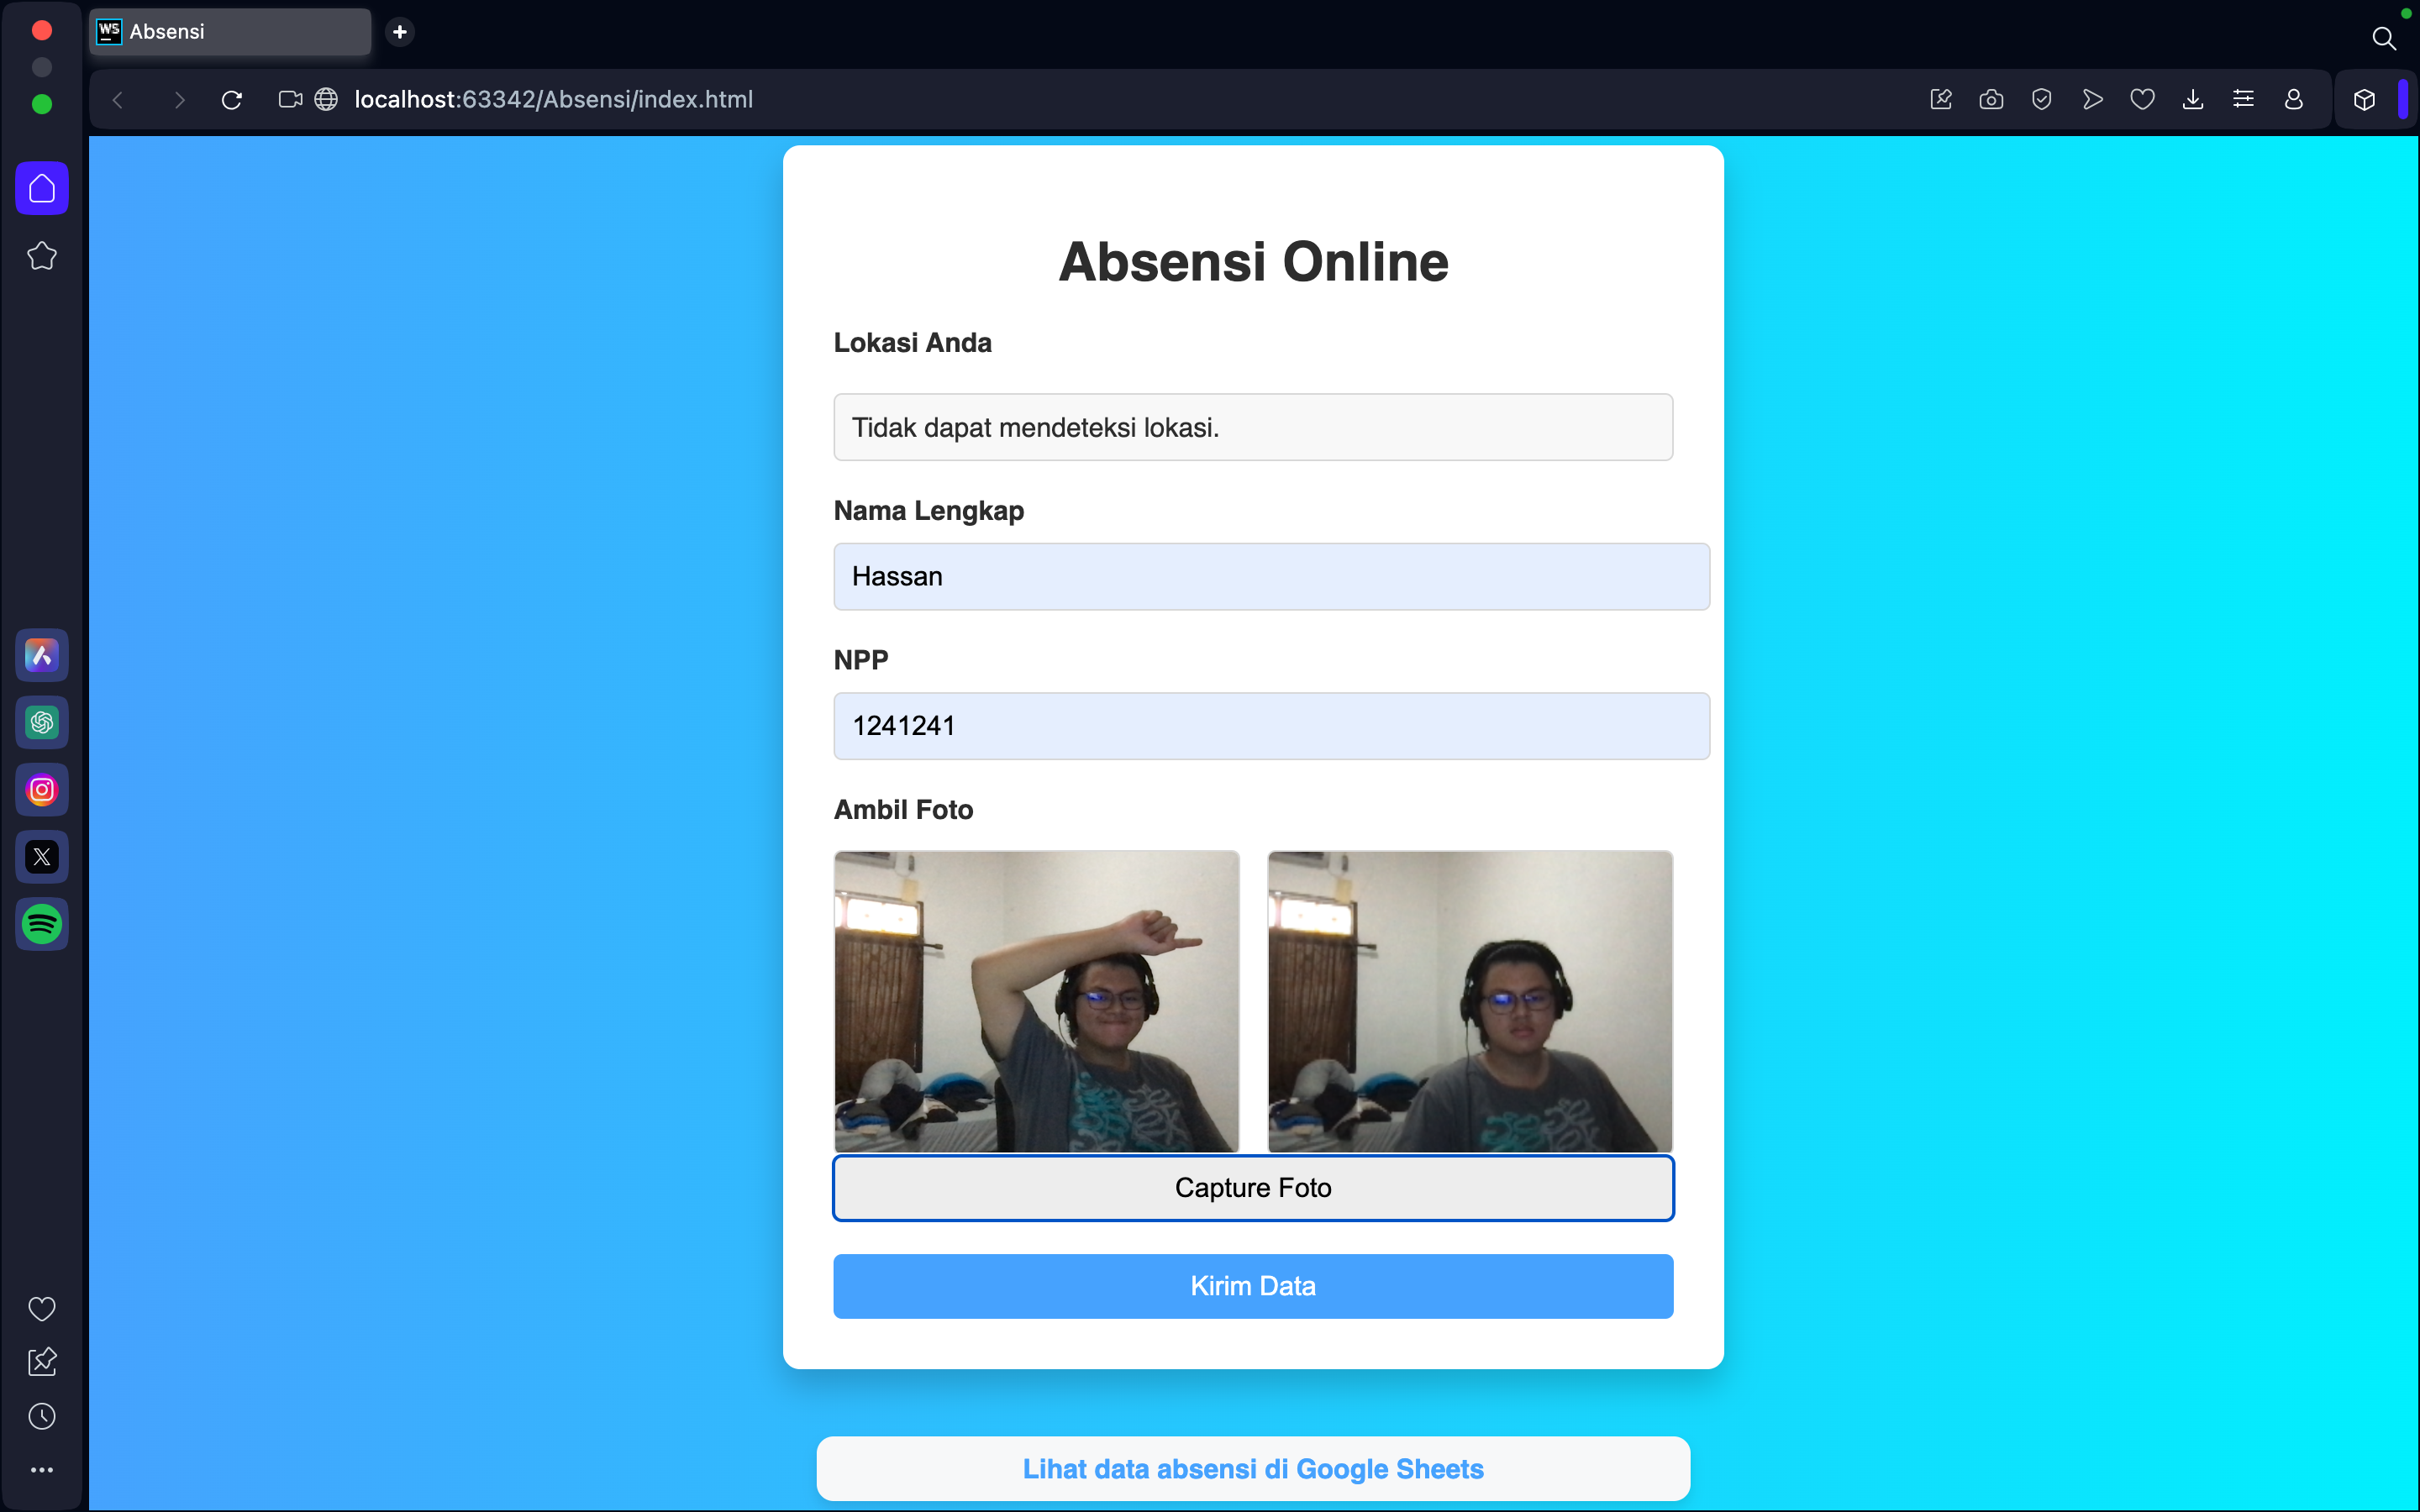 WS Absensi
localhost:63342/Absensi/index.html
Absensi Online
Lokasi Anda
Tidak dapat mendeteksi lokasi.
Nama Lengkap
Hassan
NPP
1241241
Ambil Foto
Capture Foto
Kirim Data
Lihat data absensi di Google Sheets